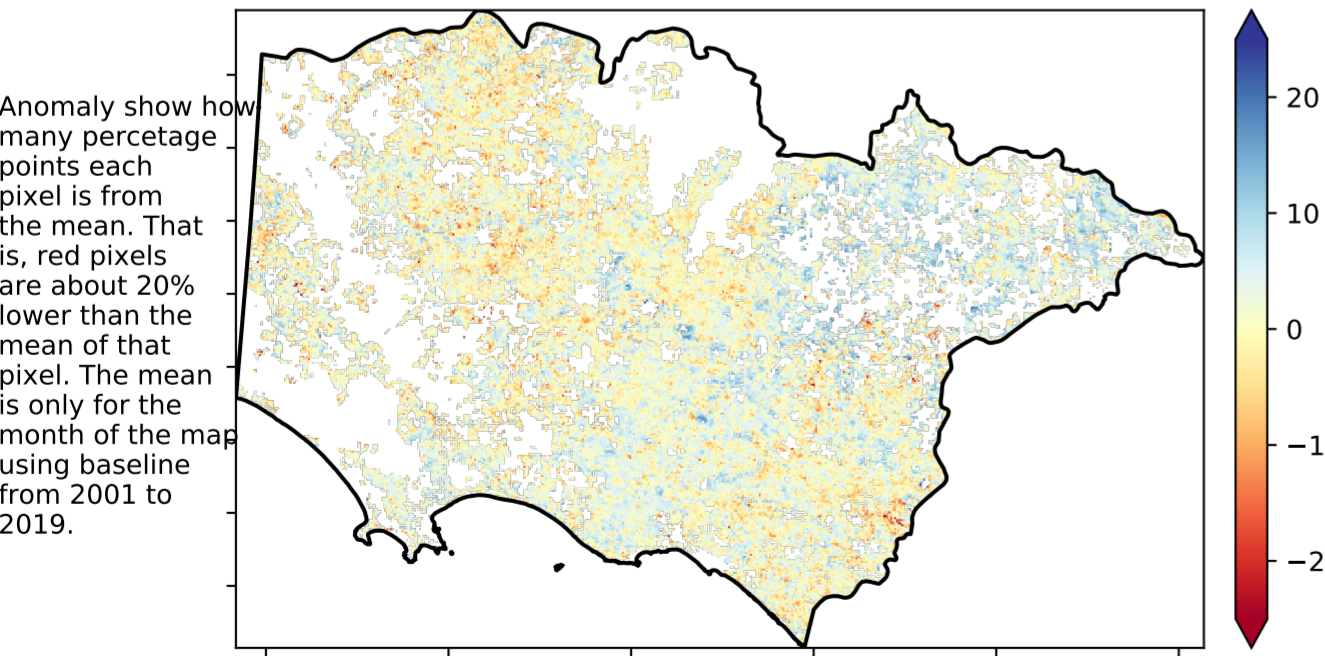 Anomaly show how
many percetage
points each
pixel is from
the mean. That
is, red pixels
are about 20%
lower than the
mean of that
pixel. The mean
is only for the
month of the map
using baseline
from 2001 to
2019.
20
10
0
−1
−2